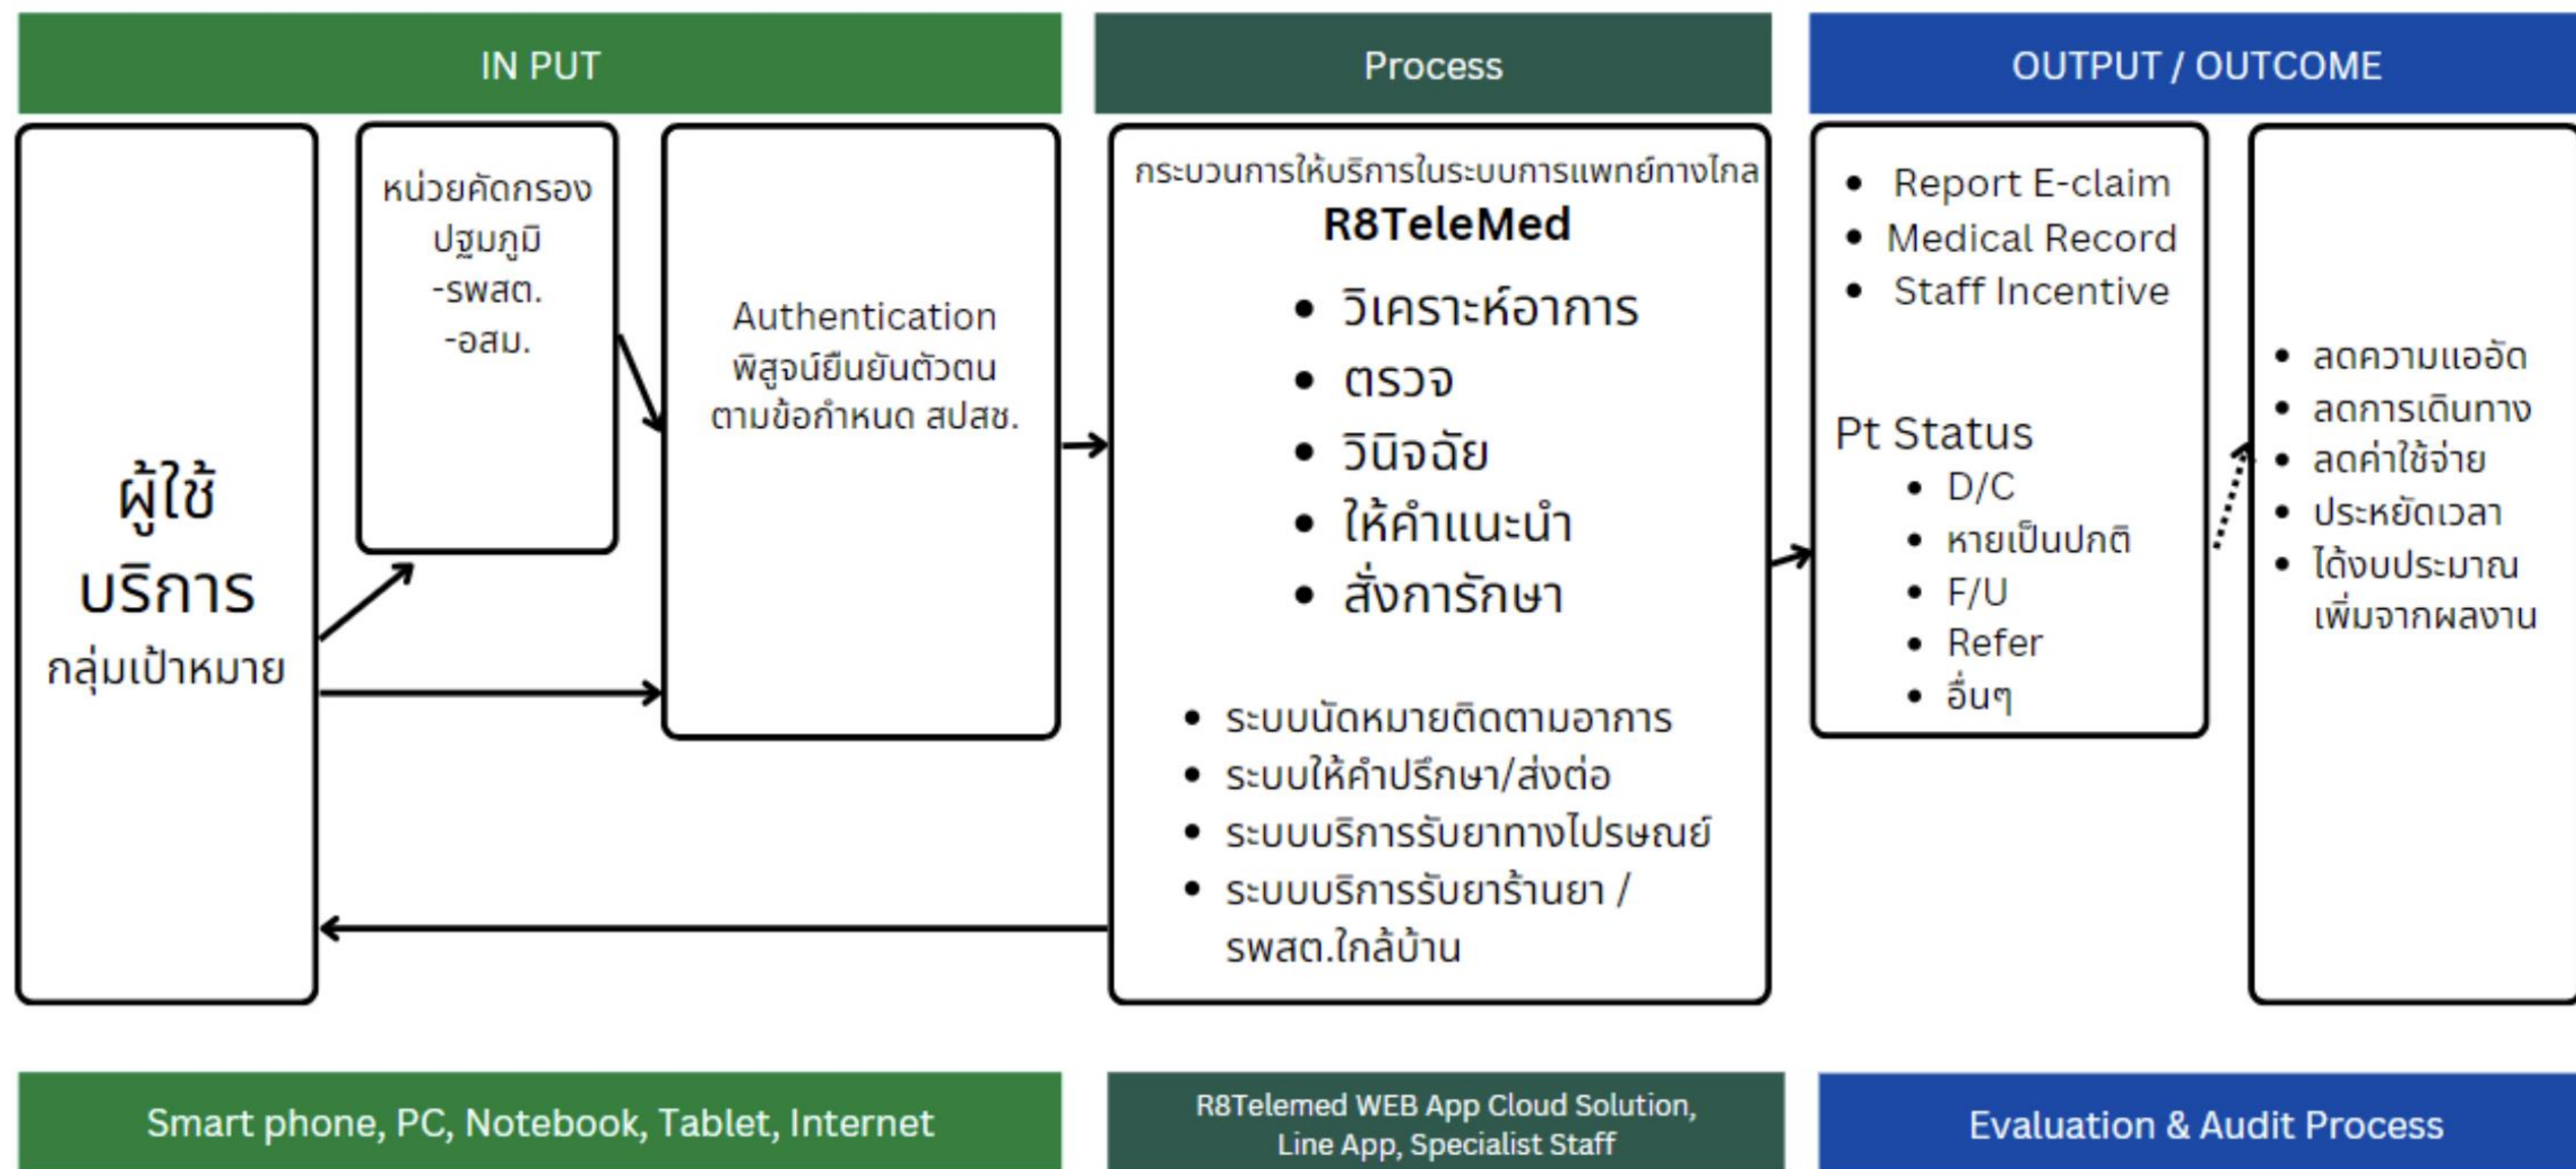 IN PUT
Process
OUTPUT / OUTCOME
ผู้ใช้
บริการ
กลุ่มเป้าหมาย
หน่วยคัดกรอง
ปฐมภูมิ
-รพสต.
-อสม.
Authentication
พิสูจน์ยืนยันตัวตน
ตามข้อกำหนด สปสช.
กระบวนการให้บริการในระบบการแพทย์ทางไกล
R8TeleMed
• วิเคราะห์อาการ
• ตรวจ
• วินิจฉัย
• ให้คำแนะนำ
• สั่งการักษา
• ระบบนัดหมายติดตามอาการ
• ระบบให้คำปรึกษา/ส่งต่อ
• ระบบบริการรับยาทางไปรษณย์
• ระบบบริการรับยาร้านยา /
รพสต.ใกล้บ้าน
• Report E-claim
• Medical Record
• Staff Incentive
Pt Status
• D/C
• หายเป็นปกติ
• F/U
• Refer
• อื่นๆ
• ลดความแออัด
• ลดการเดินทาง
• ลดค่าใช้จ่าย
• ประหยัดเวลา
• ได้งบประมาณ
เพิ่มจากผลงาน
Smart phone, PC, Notebook, Tablet, Internet
R8Telemed WEB App Cloud Solution,
Line App, Specialist Staff
Evaluation & Audit Process